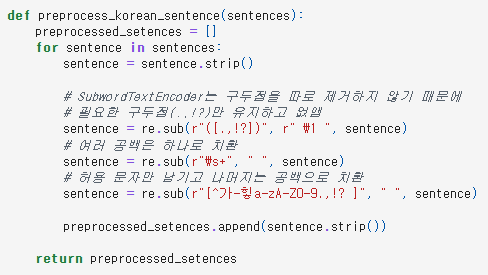 def preprocess_korean_sentence(sentences):
    preprocessed_setences = []
    for sentence in sentences:
        sentence = sentence.strip()

        # SubwordTextEncoder는 구두점을 따로 제거하지 않기 때문에
        # 필요한 구두점(.,!?)만 유지하고 없앰
        sentence = re.sub(r"([.,!?])", r" ₩1 ", sentence)
        # 여러 공백은 하나로 치환
        sentence = re.sub(r"₩s+", " ", sentence)
        # 허용 문자만 남기고 나머지는 공백으로 치환
        sentence = re.sub(r"[^가-힣a-zA-Z0-9.,!? ]", " ", sentence)

        preprocessed_setences.append(sentence.strip())

    return preprocessed_setences